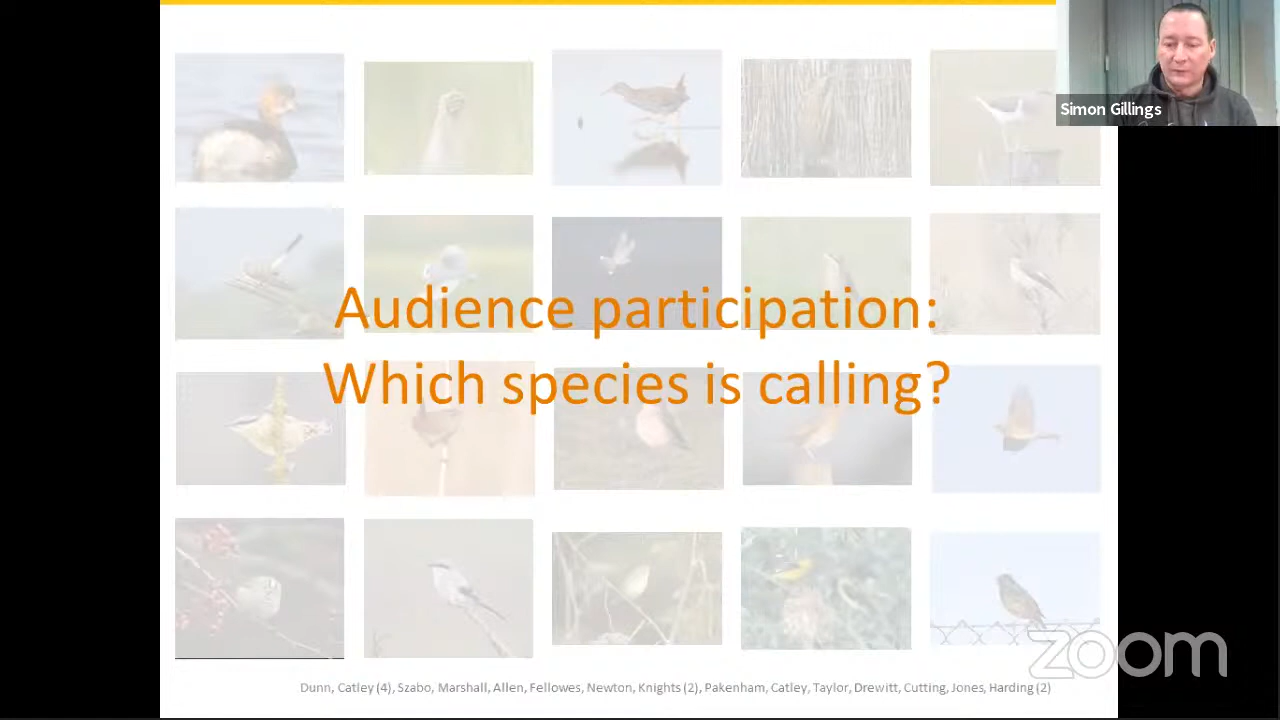 Simon Gillings
Audience participation:
Which species is calling?
zoom
Dunn, Catley (4), Szabo, Marshall, Allen, Fellowes, Newton, Knights (2), Pakenham, Catley, Taylor, Drewitt, Cutting, Jones, Harding (2)